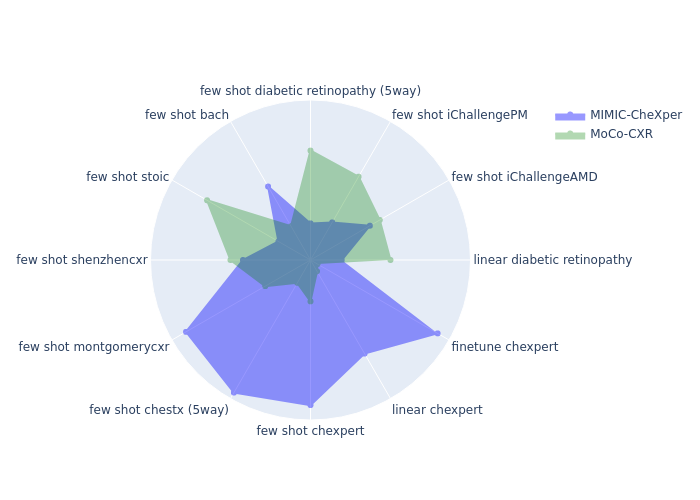 few shot diabetic retinopathy (5way)
few shot bach
few shot iChallengePM
MIMIC-CheXper
MoCo-CXR
few shot stoic
few shot iChallengeAMD
few shot shenzhencxr
linear diabetic retinopathy
few shot montgomerycxr
finetune chexpert
few shot chestx (5way)
linear chexpert
few shot chexpert